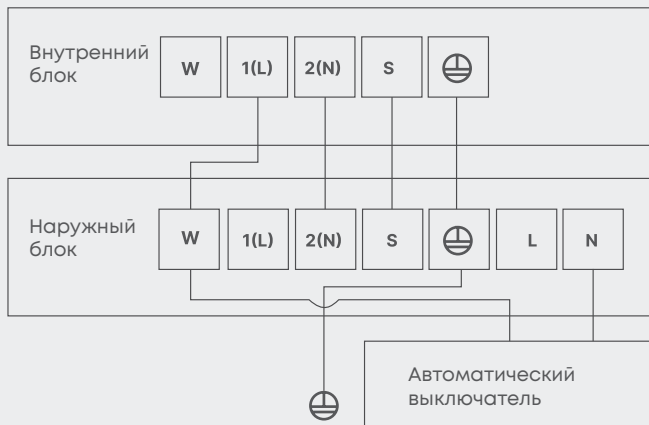 Внутренний
блок
W 1(L) 2(N) S
Наружный
блок
W 1(L) 2(N) S L N
Автоматический
выключатель